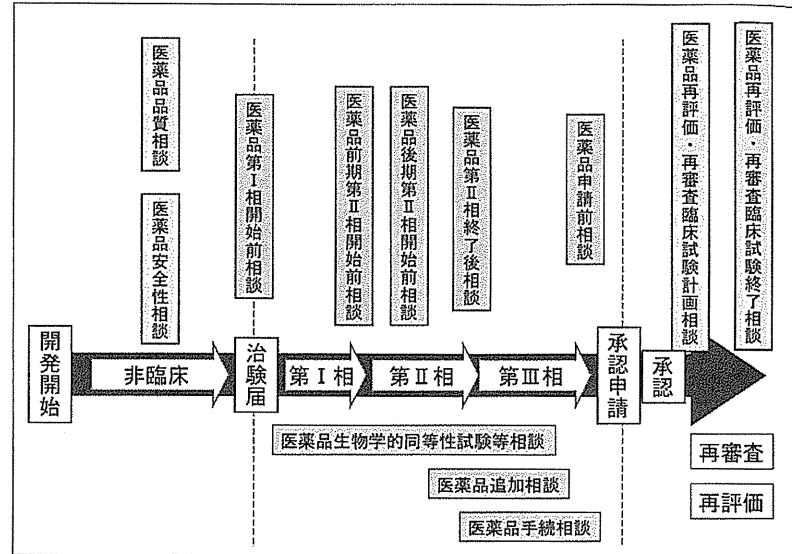 医薬品品質相談
医薬品安全性相談
医薬品第Ⅰ相開始前相談
医薬品前期第Ⅱ相開始前相談
医薬品後期第Ⅱ相開始前相談
医薬品第Ⅱ相終了後相談
医薬品申請前相談
医薬品再評価・再審査臨床試験計画相談
医薬品再評価・再審査臨床試験終了相談
開発開始
非臨床
治験届
第Ⅰ相
第Ⅱ相
第Ⅲ相
承認申請
承認
医薬品生物学的同等性試験等相談
医薬品追加相談
医薬品手続相談
再審査
再評価